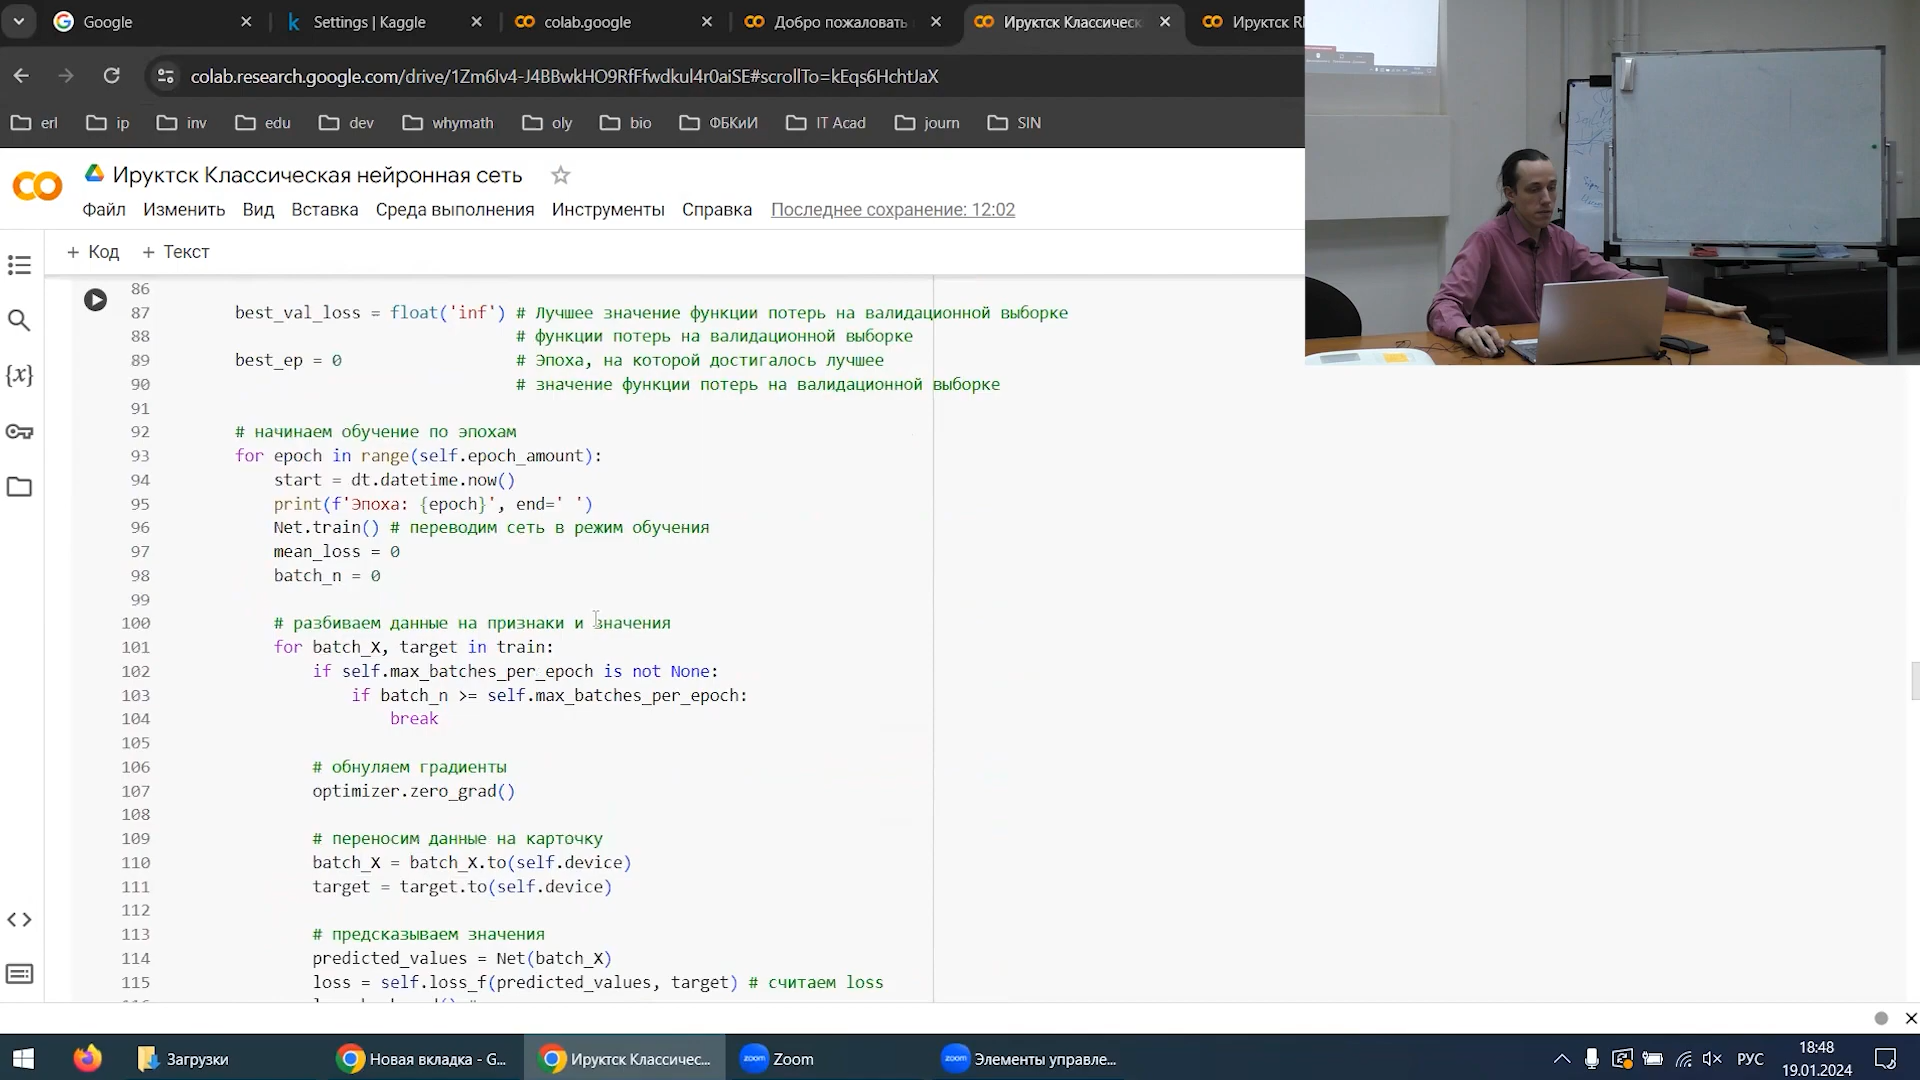 Google
Settings | Kaggle
colab.google
Добро пожаловать
Ируктск Классическ
Ируктск R
colab.research.google.com/drive/1Zm6lv4-J4BBwkHO9RfFfwdkul4r0aiSE#scrollTo=kEqs6HchtJaX
erl
ip
inv
edu
dev
whymath
oly
bio
ФБКиИ
IT Acad
journ
SIN
Ируктск Классическая нейронная сеть
Файл Изменить Вид Вставка Среда выполнения Инструменты Справка Последнее сохранение: 12:02
+ Код + Текст
86
87 best_val_loss = float('inf') # Лучшее значение функции потерь на валидационной выборке
88 # функции потерь на валидационной выборке
89 best_ep = 0 # Эпоха, на которой достигалось лучшее
90 # значение функции потерь на валидационной выборке
91
92 # начинаем обучение по эпохам
93 for epoch in range(self.epoch_amount):
94 start = dt.datetime.now()
95 print(f'Эпоха: {epoch}', end=' ')
96 Net.train() # переводим сеть в режим обучения
97 mean_loss = 0
98 batch_n = 0
99
100 # разбиваем данные на признаки и значения
101 for batch_X, target in train:
102 if self.max_batches_per_epoch is not None:
103 if batch_n >= self.max_batches_per_epoch:
104 break
105
106 # обнуляем градиенты
107 optimizer.zero_grad()
108
109 # переносим данные на карточку
110 batch_X = batch_X.to(self.device)
111 target = target.to(self.device)
112
113 # предсказываем значения
114 predicted_values = Net(batch_X)
115 loss = self.loss_f(predicted_values, target) # считаем loss
Загрузки
Новая вкладка - G...
Ируктск Классичес...
Zoom
Элементы управле...
РУС
18:48
19.01.2024